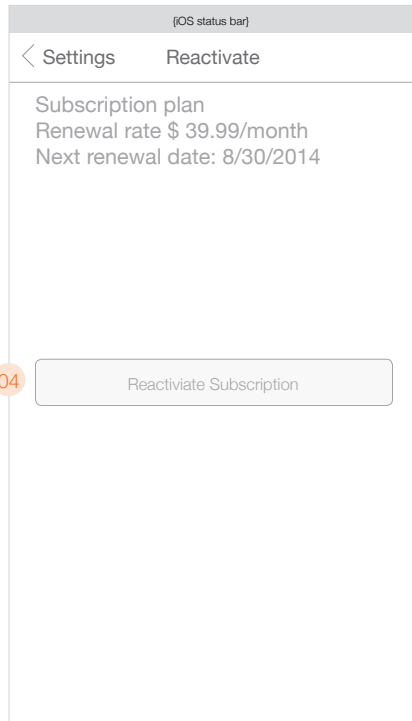 {iOS status bar}
Settings Reactivate
Subscription plan
Renewal rate $ 39.99/month
Next renewal date: 8/30/2014
04 Reactiviate Subscription